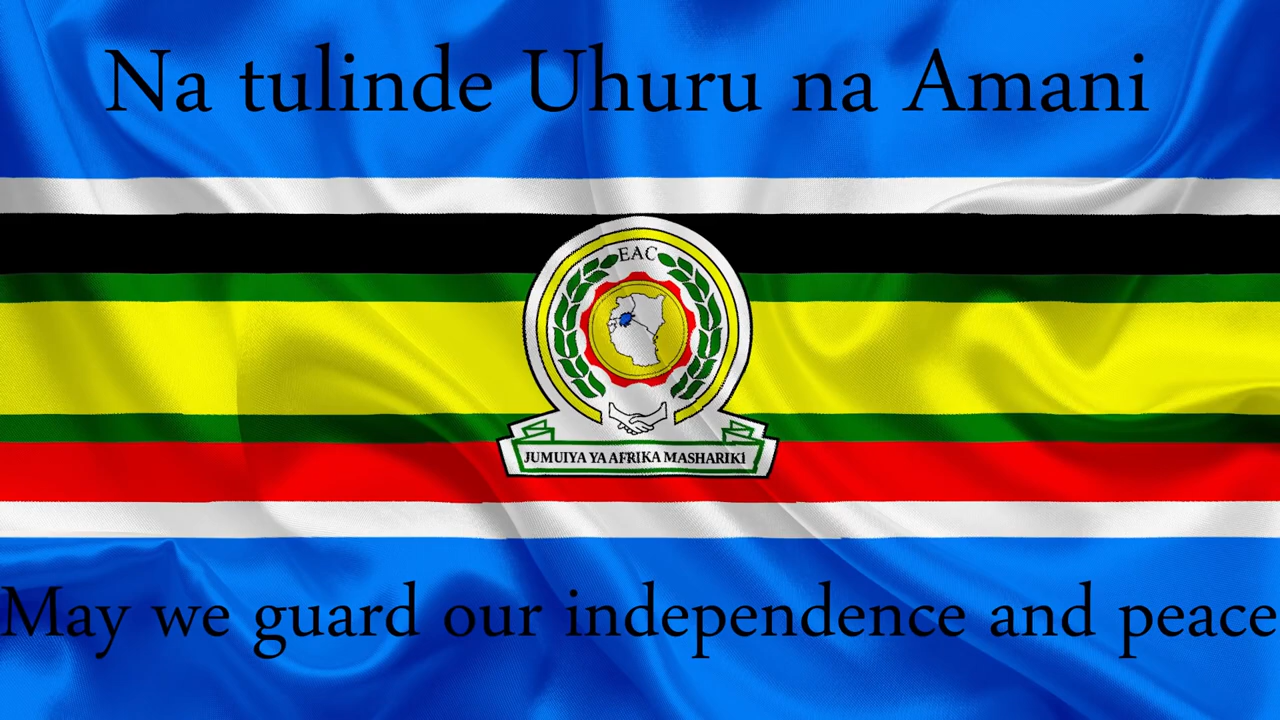 Na tulinde Uhuru na Amani
EAC
JUMUIYA YA AFRIKA MASHARIKI
May we guard our independence and peace